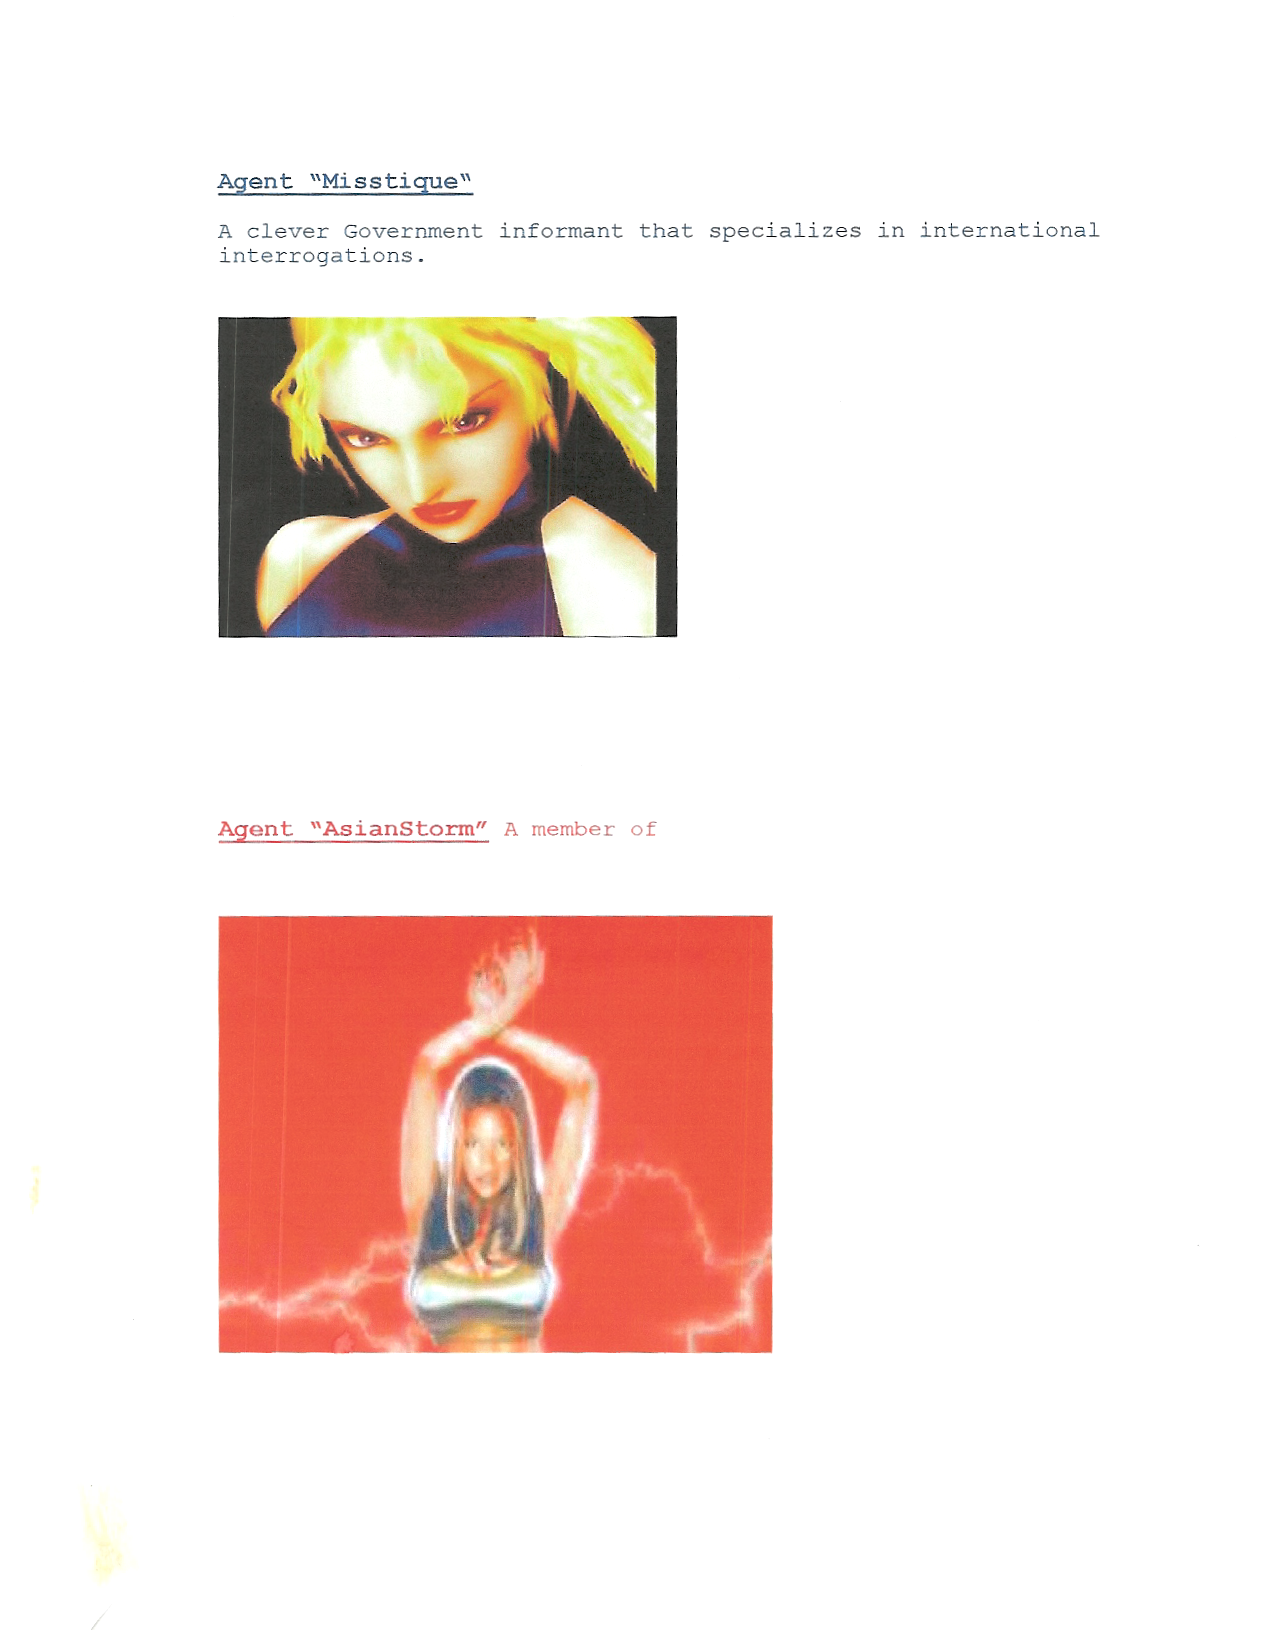 Agent “Misstique“
A clever Government informant that specializes in international
interrogations.
Agent “AsianStorm” A member of